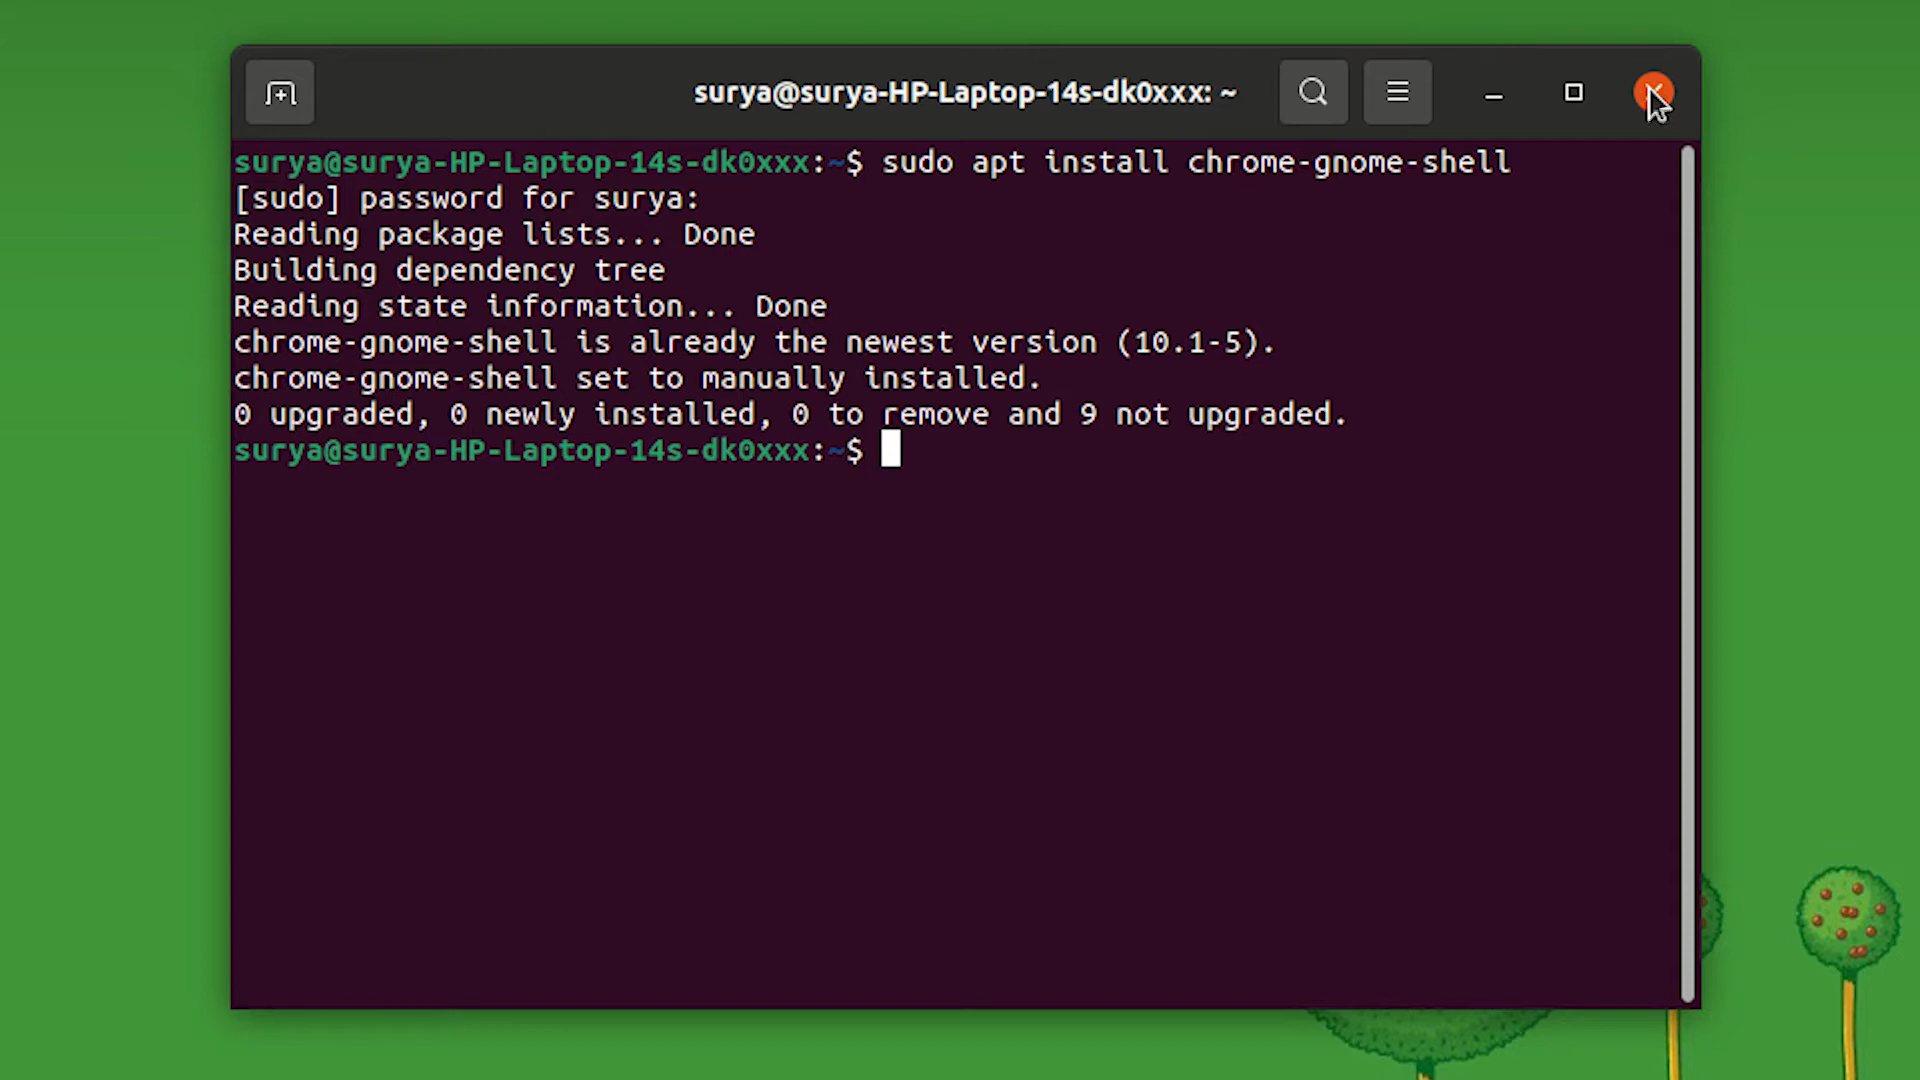 surya@surya-HP-Laptop-14s-dk0xxx: ~
surya@surya-HP-Laptop-14s-dk0xxx:~$ sudo apt install chrome-gnome-shell
[sudo] password for surya:
Reading package lists... Done
Building dependency tree
Reading state information... Done
chrome-gnome-shell is already the newest version (10.1-5).
chrome-gnome-shell set to manually installed.
0 upgraded, 0 newly installed, 0 to remove and 9 not upgraded.
surya@surya-HP-Laptop-14s-dk0xxx:~$